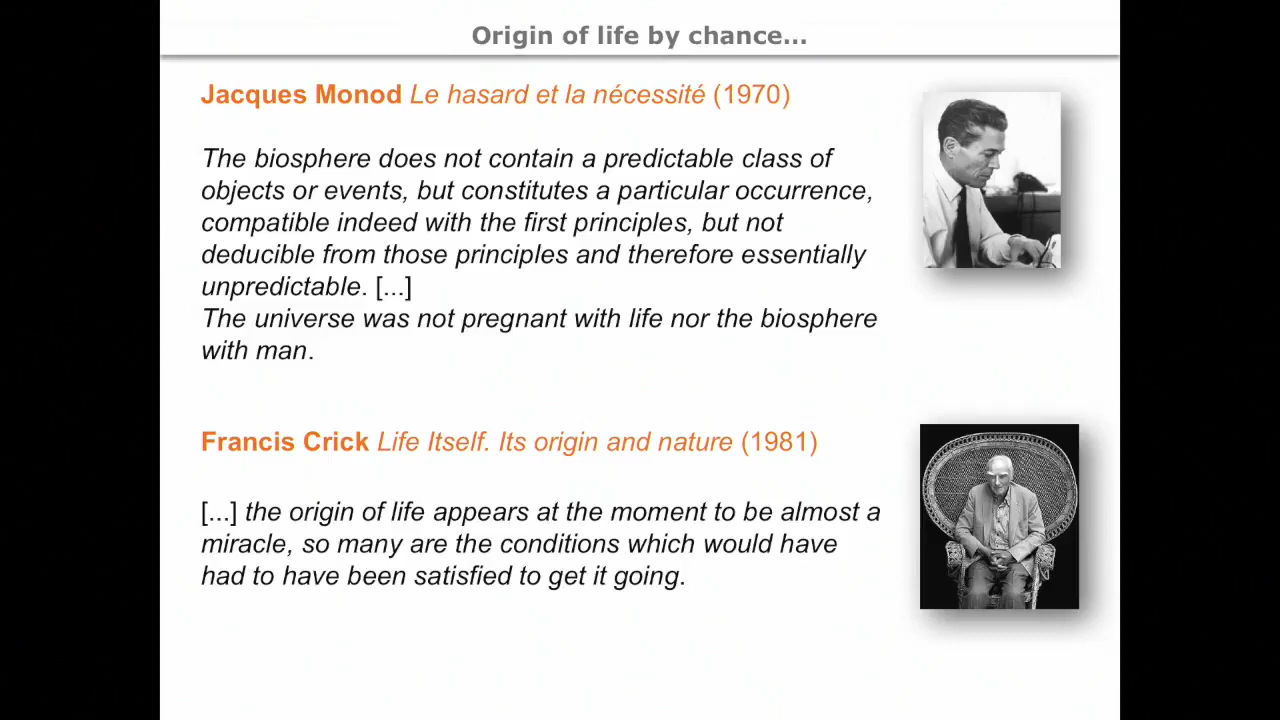 Origin of life by chance...
Jacques Monod Le hasard et la nécessité (1970)
The biosphere does not contain a predictable class of
objects or events, but constitutes a particular occurrence,
compatible indeed with the first principles, but not
deducible from those principles and therefore essentially
unpredictable. [...]
The universe was not pregnant with life nor the biosphere
with man.
Francis Crick Life Itself. Its origin and nature (1981)
[...] the origin of life appears at the moment to be almost a
miracle, so many are the conditions which would have
had to have been satisfied to get it going.